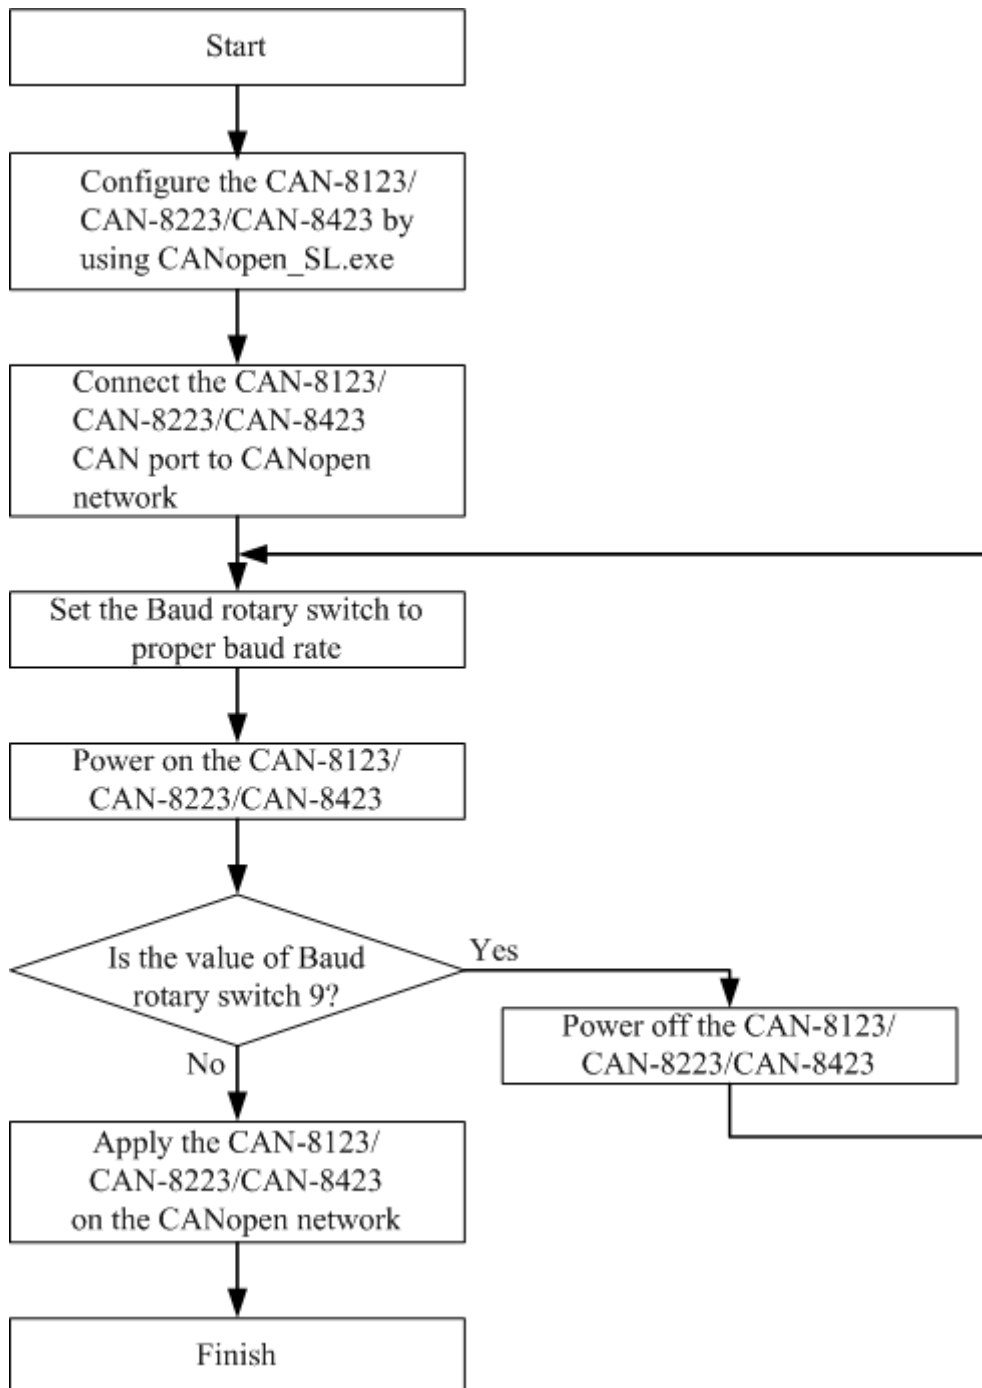 Start
Configure the CAN-8123/
CAN-8223/CAN-8423 by
using CANopen_SL.exe
Connect the CAN-8123/
CAN-8223/CAN-8423
CAN port to CANopen
network
Set the Baud rotary switch to
proper baud rate
Power on the CAN-8123/
CAN-8223/CAN-8423
Is the value of Baud
rotary switch 9?
Yes
Power off the CAN-8123/
CAN-8223/CAN-8423
No
Apply the CAN-8123/
CAN-8223/CAN-8423
on the CANopen network
Finish